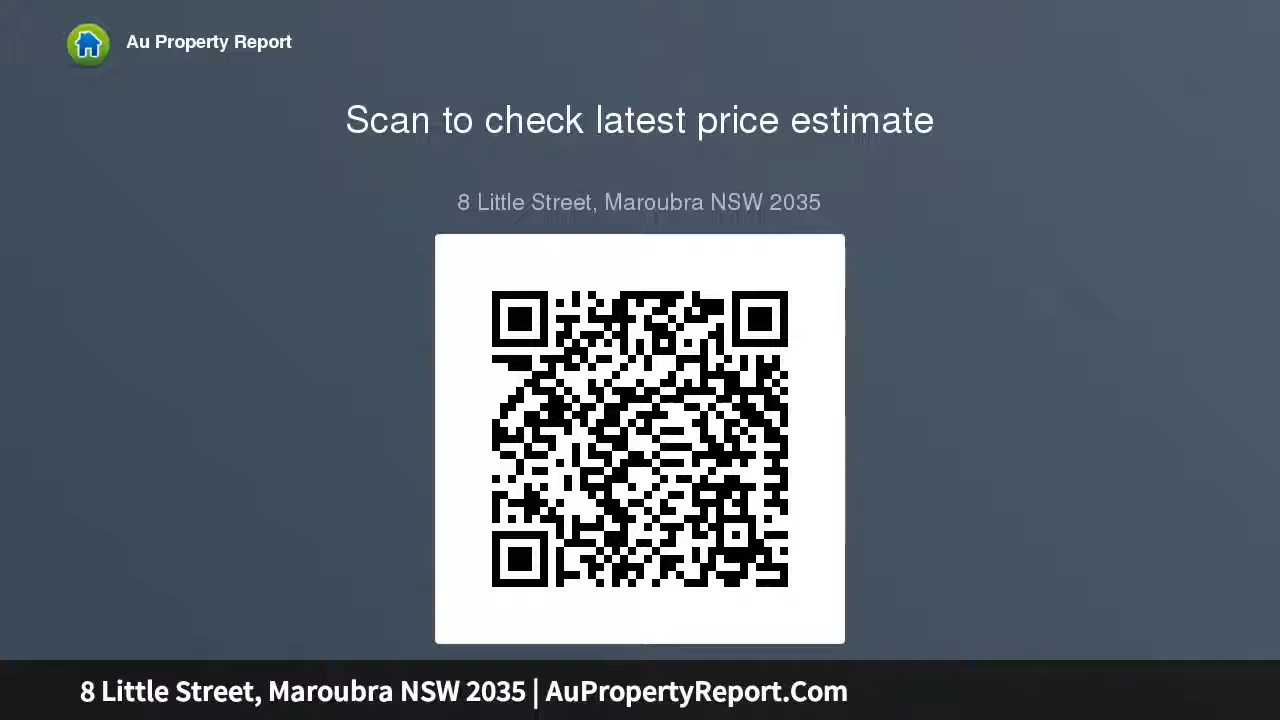 Au Property Report
Scan to check latest price estimate
8 Little Street, Maroubra NSW 2035
8 Little Street, Maroubra NSW 2035 | AuPropertyReport.Com